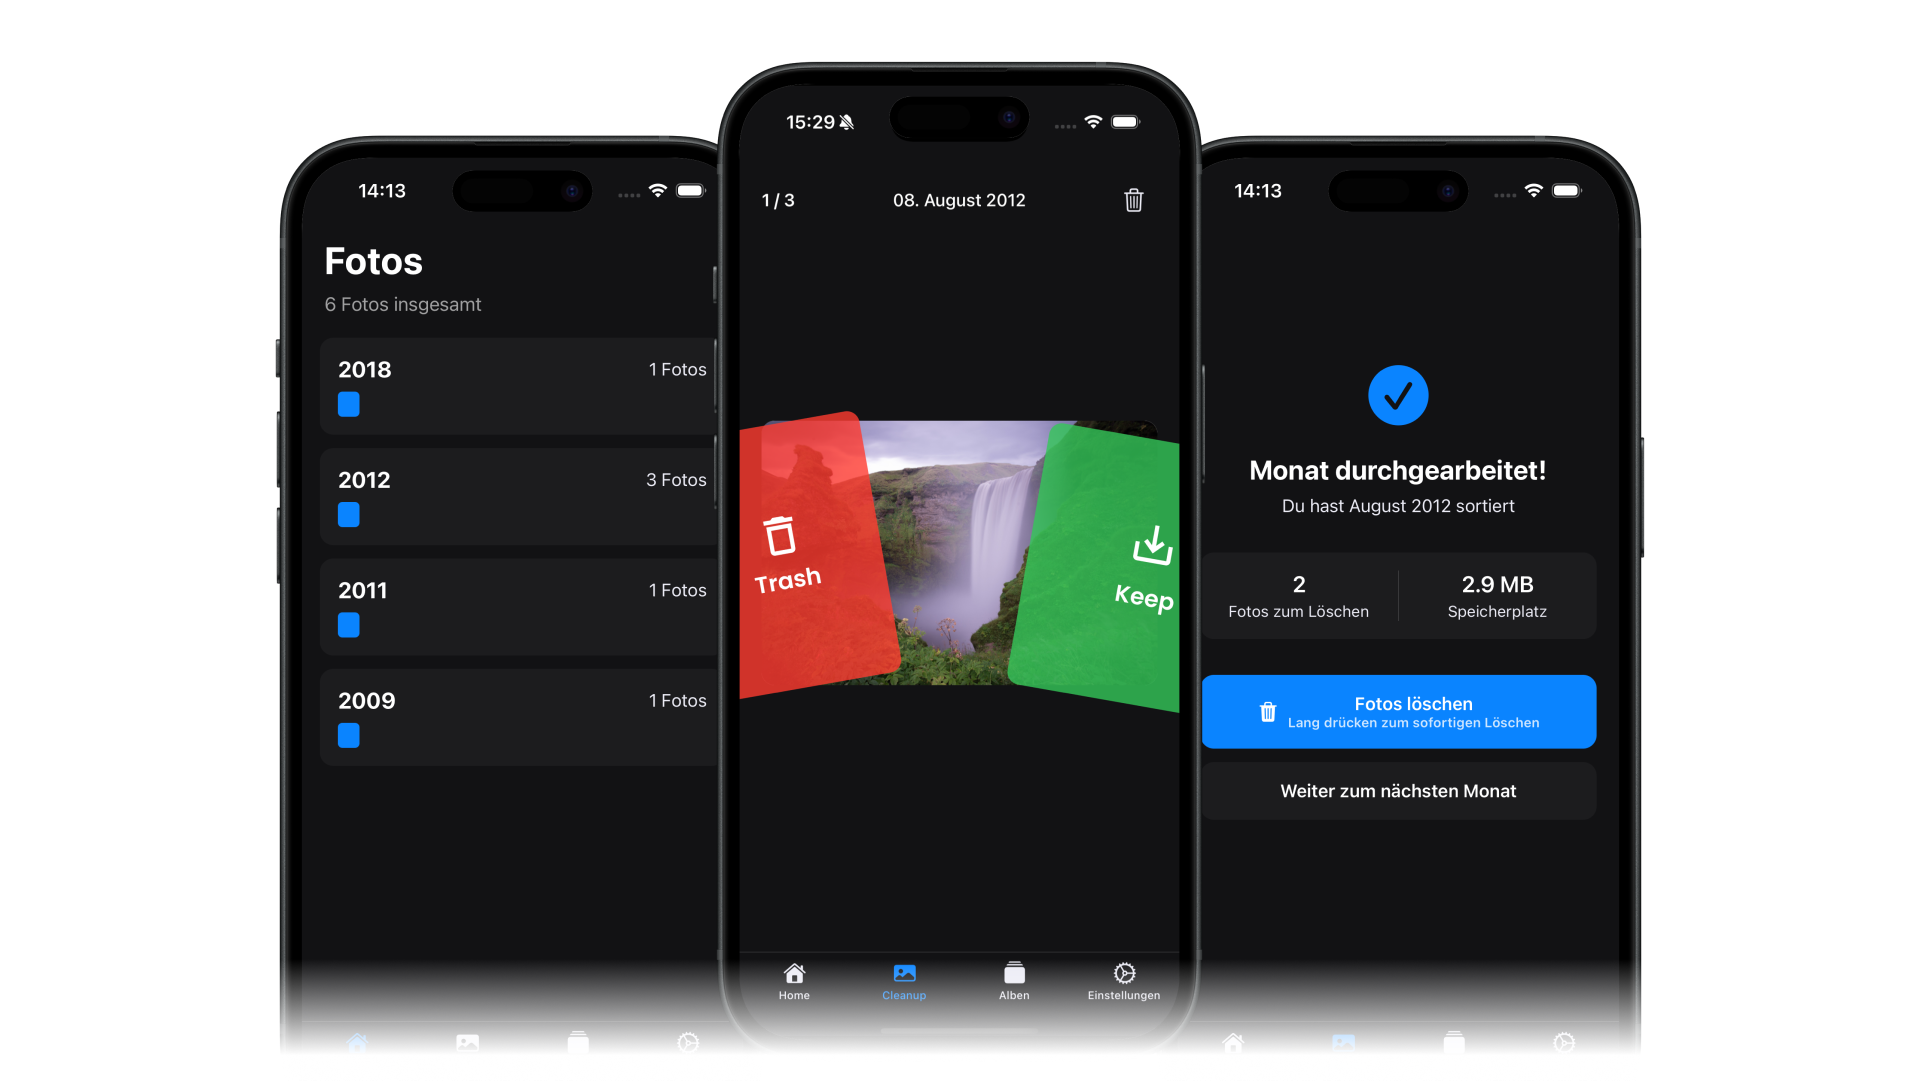 14:13
Fotos
6 Fotos insgesamt
2018
1 Fotos
2012
3 Fotos
2011
1 Fotos
2009
1 Fotos
15:29
1 / 3
08. August 2012
Trash
Keep
Home
Cleanup
Alben
Einstellungen
14:13
Monat durchgearbeitet!
Du hast August 2012 sortiert
2
Fotos zum Löschen
2.9 MB
Speicherplatz
Fotos löschen
Lang drücken zum sofortigen Löschen
Weiter zum nächsten Monat